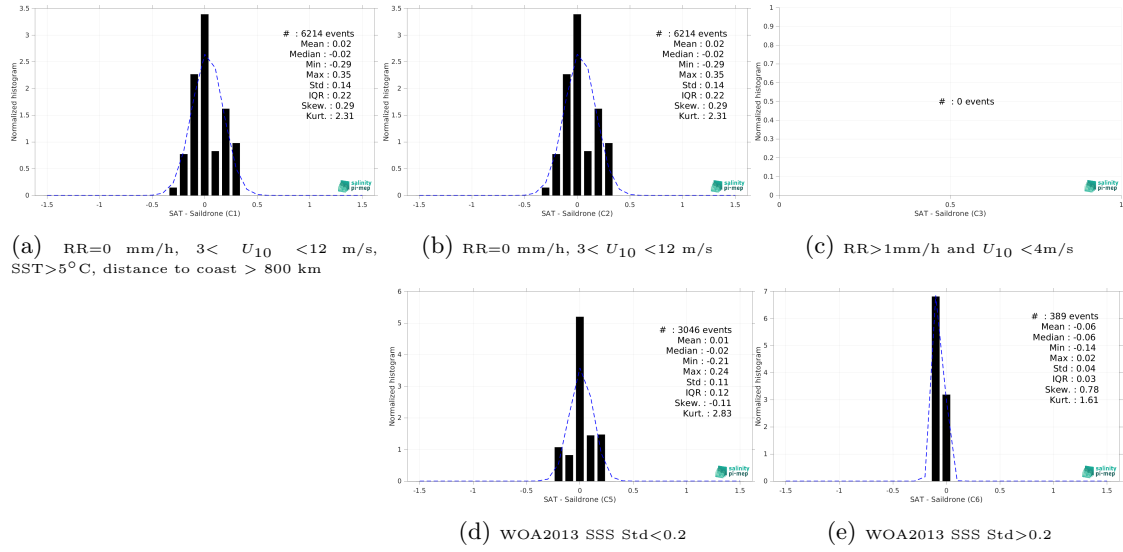 3.5
3
2.5
2
1.5
1
0.5
0
Normalized histogram
# : 6214 events
Mean : 0.02
Median : -0.02
Min : -0.29
Max : 0.35
Std : 0.14
IQR : 0.22
Skew. : 0.29
Kurt. : 2.31
salinity
pi-mep
-1.5 -1 -0.5 0 0.5 1 1.5
SAT - Saildrone (C1)
3.5
3
2.5
2
1.5
1
0.5
0
Normalized histogram
# : 6214 events
Mean : 0.02
Median : -0.02
Min : -0.29
Max : 0.35
Std : 0.14
IQR : 0.22
Skew. : 0.29
Kurt. : 2.31
salinity
pi-mep
-1.5 -1 -0.5 0 0.5 1 1.5
SAT - Saildrone (C2)
1
0.9
0.8
0.7
0.6
0.5
0.4
0.3
0.2
0.1
0
Normalized histogram
# : 0 events
salinity
pi-mep
0 0.5 1
SAT - Saildrone (C3)
(a) RR=0 mm/h, 3< U10 <12 m/s,
SST>5°C, distance to coast > 800 km
(b) RR=0 mm/h, 3< U10 <12 m/s
(c) RR>1mm/h and U10 <4m/s
6
5
4
3
2
1
0
Normalized histogram
# : 3046 events
Mean : 0.01
Median : -0.02
Min : -0.21
Max : 0.24
Std : 0.11
IQR : 0.12
Skew. : -0.11
Kurt. : 2.83
salinity
pi-mep
-1.5 -1 -0.5 0 0.5 1 1.5
SAT - Saildrone (C5)
7
6
5
4
3
2
1
0
Normalized histogram
# : 389 events
Mean : -0.06
Median : -0.06
Min : -0.14
Max : 0.02
Std : 0.04
IQR : 0.03
Skew. : 0.78
Kurt. : 1.61
salinity
pi-mep
-1.5 -1 -0.5 0 0.5 1 1.5
SAT - Saildrone (C6)
(d) WOA2013 SSS Std<0.2
(e) WOA2013 SSS Std>0.2